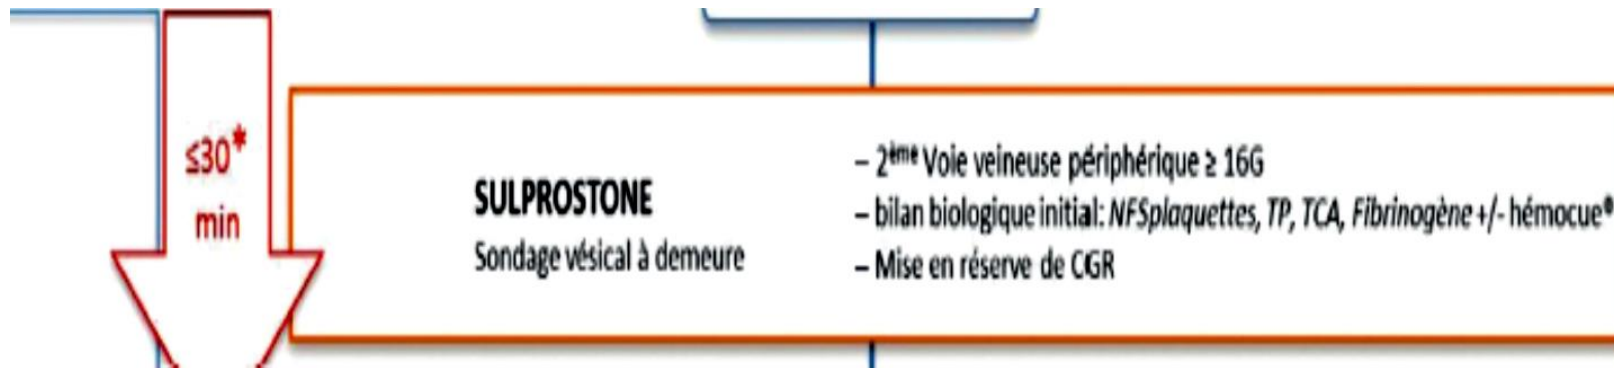 ≤30*
min
SULPROSTONE
Sondage vésical à demeure
– 2ème Voie veineuse périphérique ≥ 16G
– bilan biologique initial: NFSplaquettes, TP, TCA, Fibrinogène +/- hémocue®
– Mise en réserve de CGR